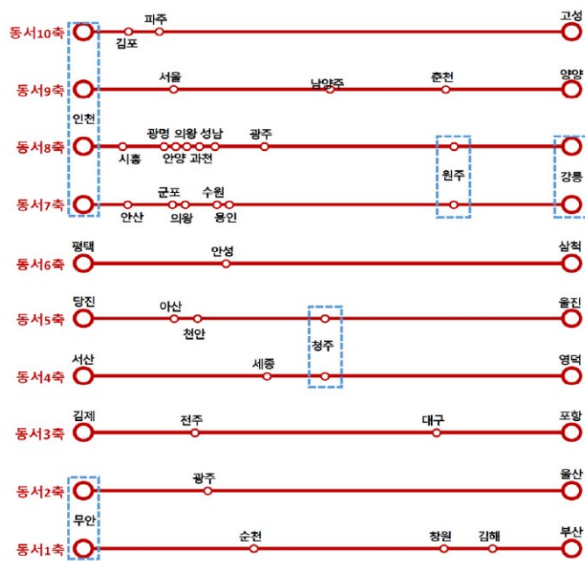 동서10축 파주 고성
김포
동서9축 서울 남양주 춘천 양양
인천
동서8축 광명 의왕 성남 광주
시흥 안양 과천 원주 강릉
동서7축 군포 수원
안산 의왕 용인
동서6축 평택 안성 삼척
동서5축 당진 아산 울진
천안 청주
동서4축 서산 세종 영덕
동서3축 김제 전주 대구 포항
동서2축 광주 울산
무안
동서1축 순천 창원 김해 부산